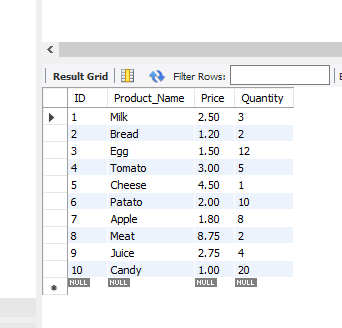 Result Grid Filter Rows:
ID Product_Name Price Quantity
1 Milk 2.50 3
2 Bread 1.20 2
3 Egg 1.50 12
4 Tomato 3.00 5
5 Cheese 4.50 1
6 Patato 2.00 10
7 Apple 1.80 8
8 Meat 8.75 2
9 Juice 2.75 4
10 Candy 1.00 20
NULL NULL NULL NULL